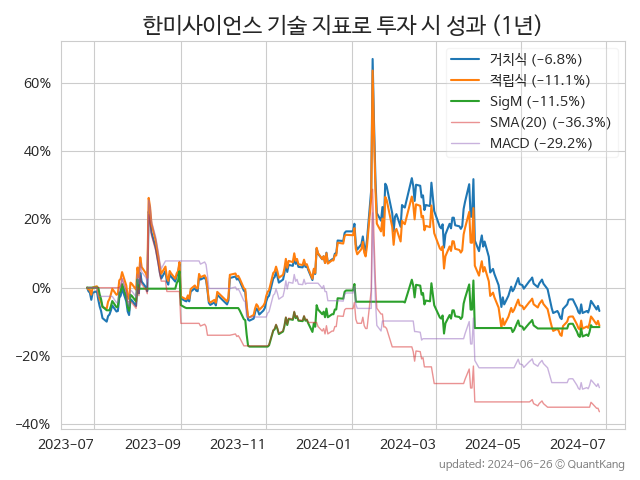 한미사이언스 기술 지표로 투자 시 성과 (1년)
거치식 (−6.8%)
적립식 (−11.1%)
SigM (−11.5%)
SMA(20) (−36.3%)
MACD (−29.2%)
60%
40%
20%
0%
−20%
−40%
2023-07
2023-09
2023-11
2024-01
2024-03
2024-05
2024-07
updated: 2024-06-26 © QuantKang